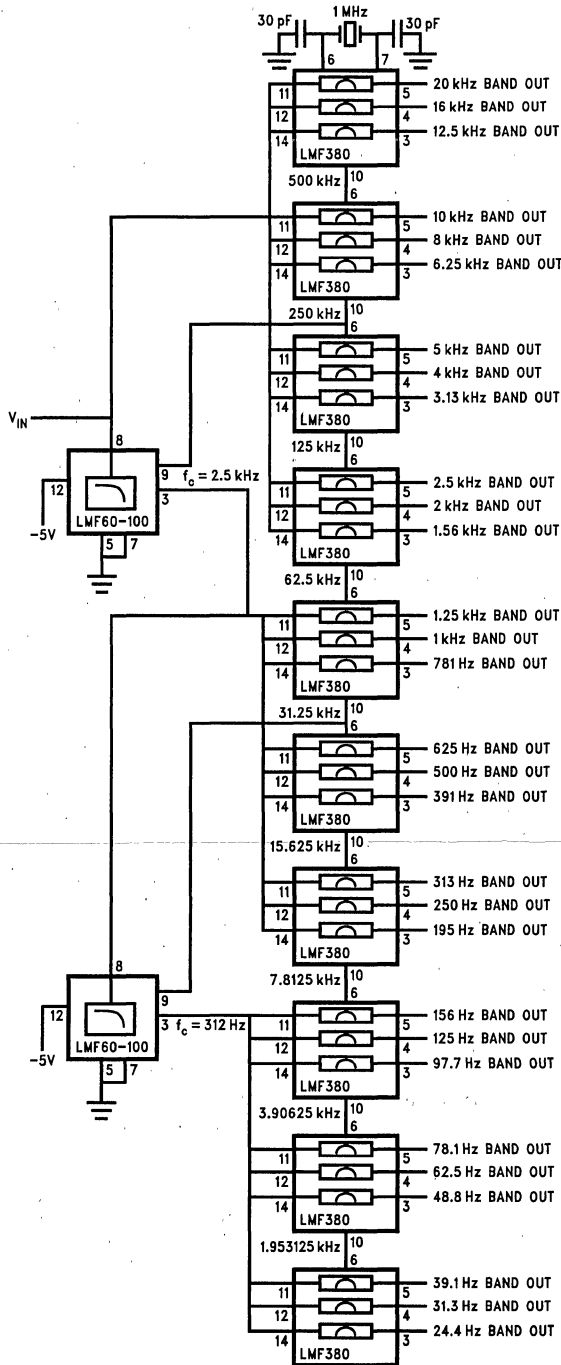 30 pF 1 MHz 30 pF
6 7
11 5 20 kHz BAND OUT
12 4 16 kHz BAND OUT
14 3 12.5 kHz BAND OUT
LMF380
500 kHz 10
6
11 5 10 kHz BAND OUT
12 4 8 kHz BAND OUT
14 3 6.25 kHz BAND OUT
LMF380
250 kHz 10
6
11 5 5 kHz BAND OUT
12 4 4 kHz BAND OUT
14 3 3.13 kHz BAND OUT
LMF380
VIN
8
125 kHz 10
6
9 fc = 2.5 kHz
12 3
LMF60-100
-5V 5 7
11 5 2.5 kHz BAND OUT
12 4 2 kHz BAND OUT
14 3 1.56 kHz BAND OUT
LMF380
62.5 kHz 10
6
11 5 1.25 kHz BAND OUT
12 4 1 kHz BAND OUT
14 3 781 Hz BAND OUT
LMF380
31.25 kHz 10
6
11 5 625 Hz BAND OUT
12 4 500 Hz BAND OUT
14 3 391 Hz BAND OUT
LMF380
15.625 kHz 10
6
11 5 313 Hz BAND OUT
12 4 250 Hz BAND OUT
14 3 195 Hz BAND OUT
LMF380
8
7.8125 kHz 10
6
9
12 3 fc = 312 Hz
LMF60-100
-5V 5 7
11 5 156 Hz BAND OUT
12 4 125 Hz BAND OUT
14 3 97.7 Hz BAND OUT
LMF380
3.90625 kHz 10
6
11 5 78.1 Hz BAND OUT
12 4 62.5 Hz BAND OUT
14 3 48.8 Hz BAND OUT
LMF380
1.953125 kHz 10
6
11 5 39.1 Hz BAND OUT
12 4 31.3 Hz BAND OUT
14 3 24.4 Hz BAND OUT
LMF380